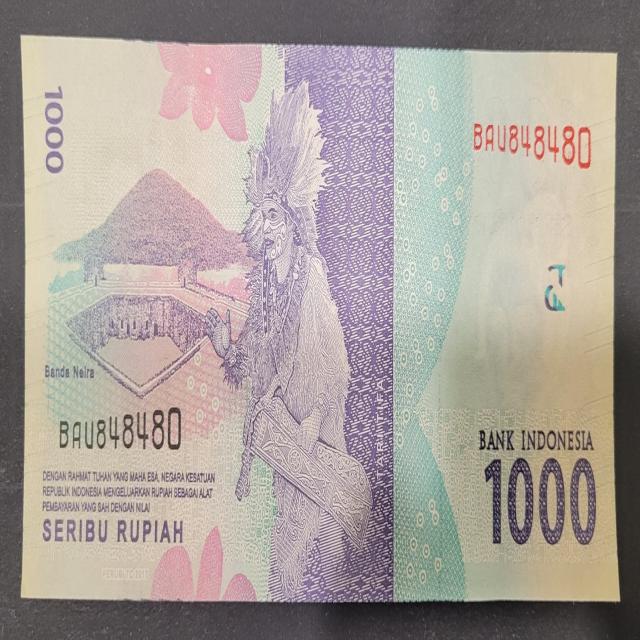 1000
BAU848480
Banda Neira
BAU848480
DENGAN RAHMAT TUHAN YANG MAHA ESA, NEGARA KESATUAN
REPUBLIK INDONESIA MENGELUARKAN RUPIAH SEBAGAI ALAT
PEMBAYARAN YANG SAH DENGAN NILAI
SERIBU RUPIAH
BANK INDONESIA
1000